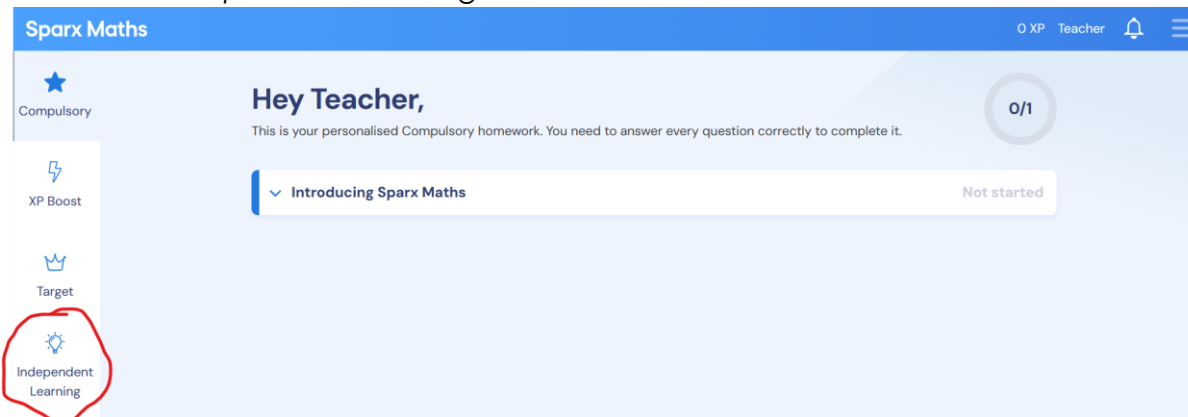 Sparx Maths
0 XP Teacher
Compulsory
Hey Teacher,
0/1
This is your personalised Compulsory homework. You need to answer every question correctly to complete it.
XP Boost
Introducing Sparx Maths
Not started
Target
Independent
Learning